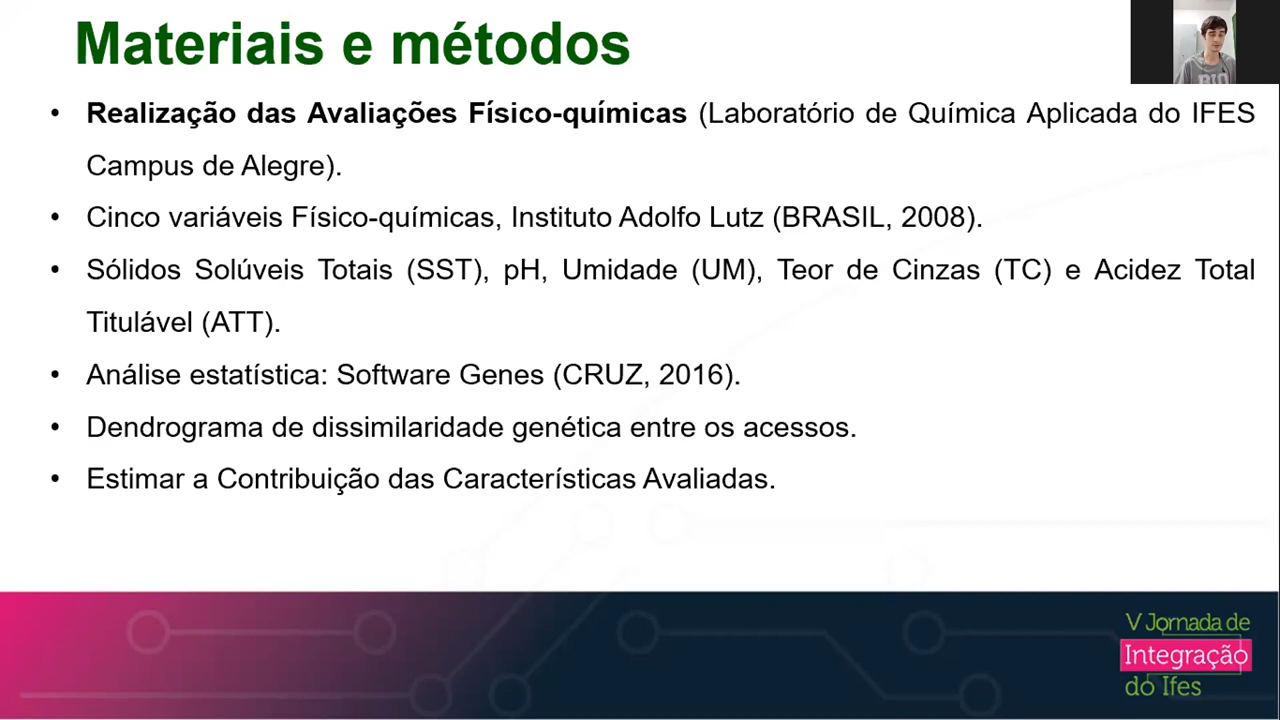 Materiais e métodos
• Realização das Avaliações Físico-químicas (Laboratório de Química Aplicada do IFES
Campus de Alegre).
• Cinco variáveis Físico-químicas, Instituto Adolfo Lutz (BRASIL, 2008).
• Sólidos Solúveis Totais (SST), pH, Umidade (UM), Teor de Cinzas (TC) e Acidez Total
Titulável (ATT).
• Análise estatística: Software Genes (CRUZ, 2016).
• Dendrograma de dissimilaridade genética entre os acessos.
• Estimar a Contribuição das Características Avaliadas.
BIO
V Jornada de
Integração
do Ifes